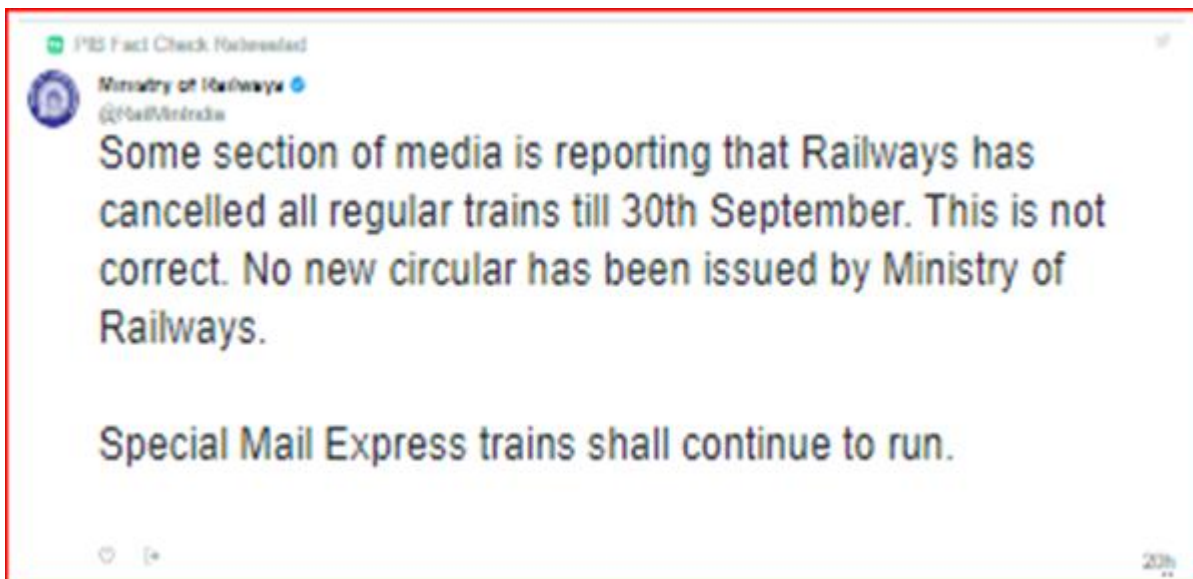 PIB Fact Check Retweeted
Ministry of Railways
@RailMinIndia
Some section of media is reporting that Railways has
cancelled all regular trains till 30th September. This is not
correct. No new circular has been issued by Ministry of
Railways.
Special Mail Express trains shall continue to run.
20h